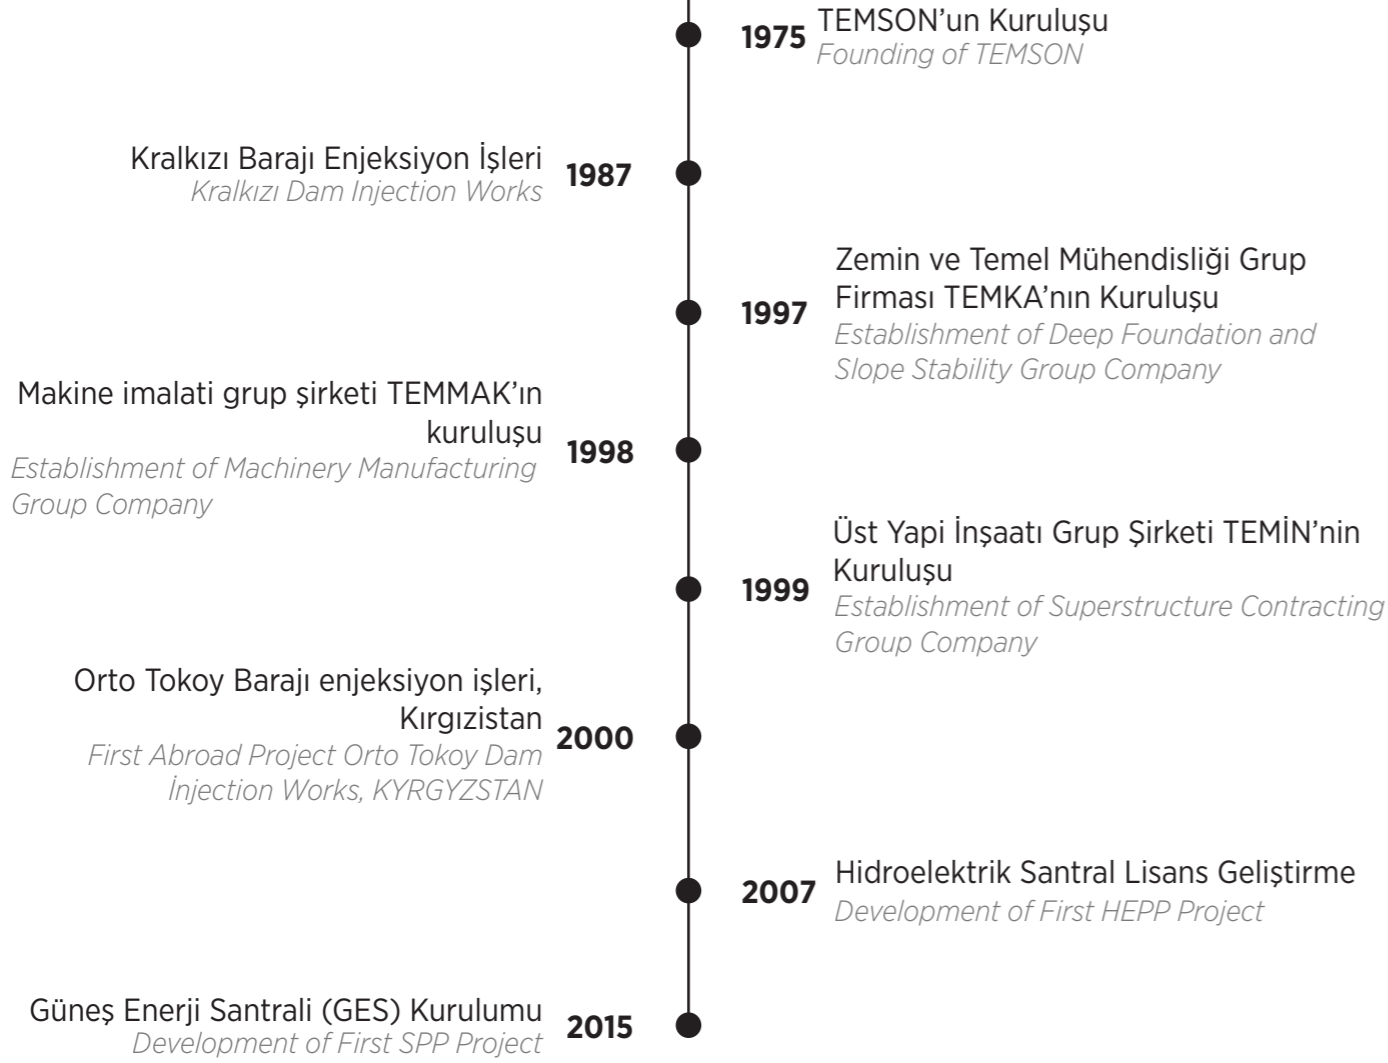 1975
TEMSON’un Kuruluşu
Founding of TEMSON
Kralkızı Barajı Enjeksiyon İşleri
Kralkızı Dam Injection Works
1987
1997
Zemin ve Temel Mühendisliği Grup
Firması TEMKA’nın Kuruluşu
Establishment of Deep Foundation and
Slope Stability Group Company
Makine imalati grup şirketi TEMMAK’ın
kuruluşu
Establishment of Machinery Manufacturing
Group Company
1998
1999
Üst Yapi İnşaatı Grup Şirketi TEMİN’nin
Kuruluşu
Establishment of Superstructure Contracting
Group Company
Orto Tokoy Barajı enjeksiyon işleri,
Kırgızistan
First Abroad Project Orto Tokoy Dam
İnjection Works, KYRGYZSTAN
2000
2007
Hidroelektrik Santral Lisans Geliştirme
Development of First HEPP Project
Güneş Enerji Santrali (GES) Kurulumu
Development of First SPP Project
2015